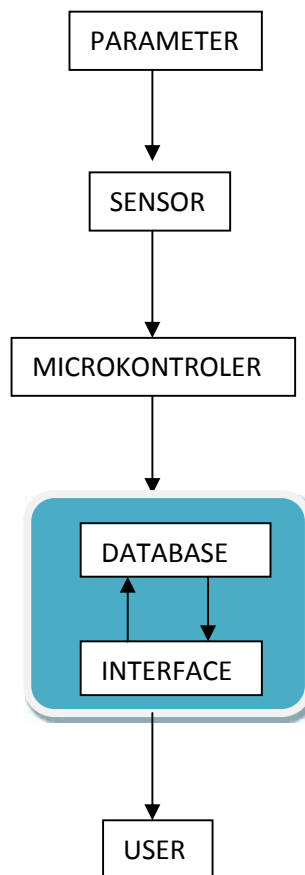 PARAMETER
SENSOR
MICROKONTROLER
DATABASE
INTERFACE
USER